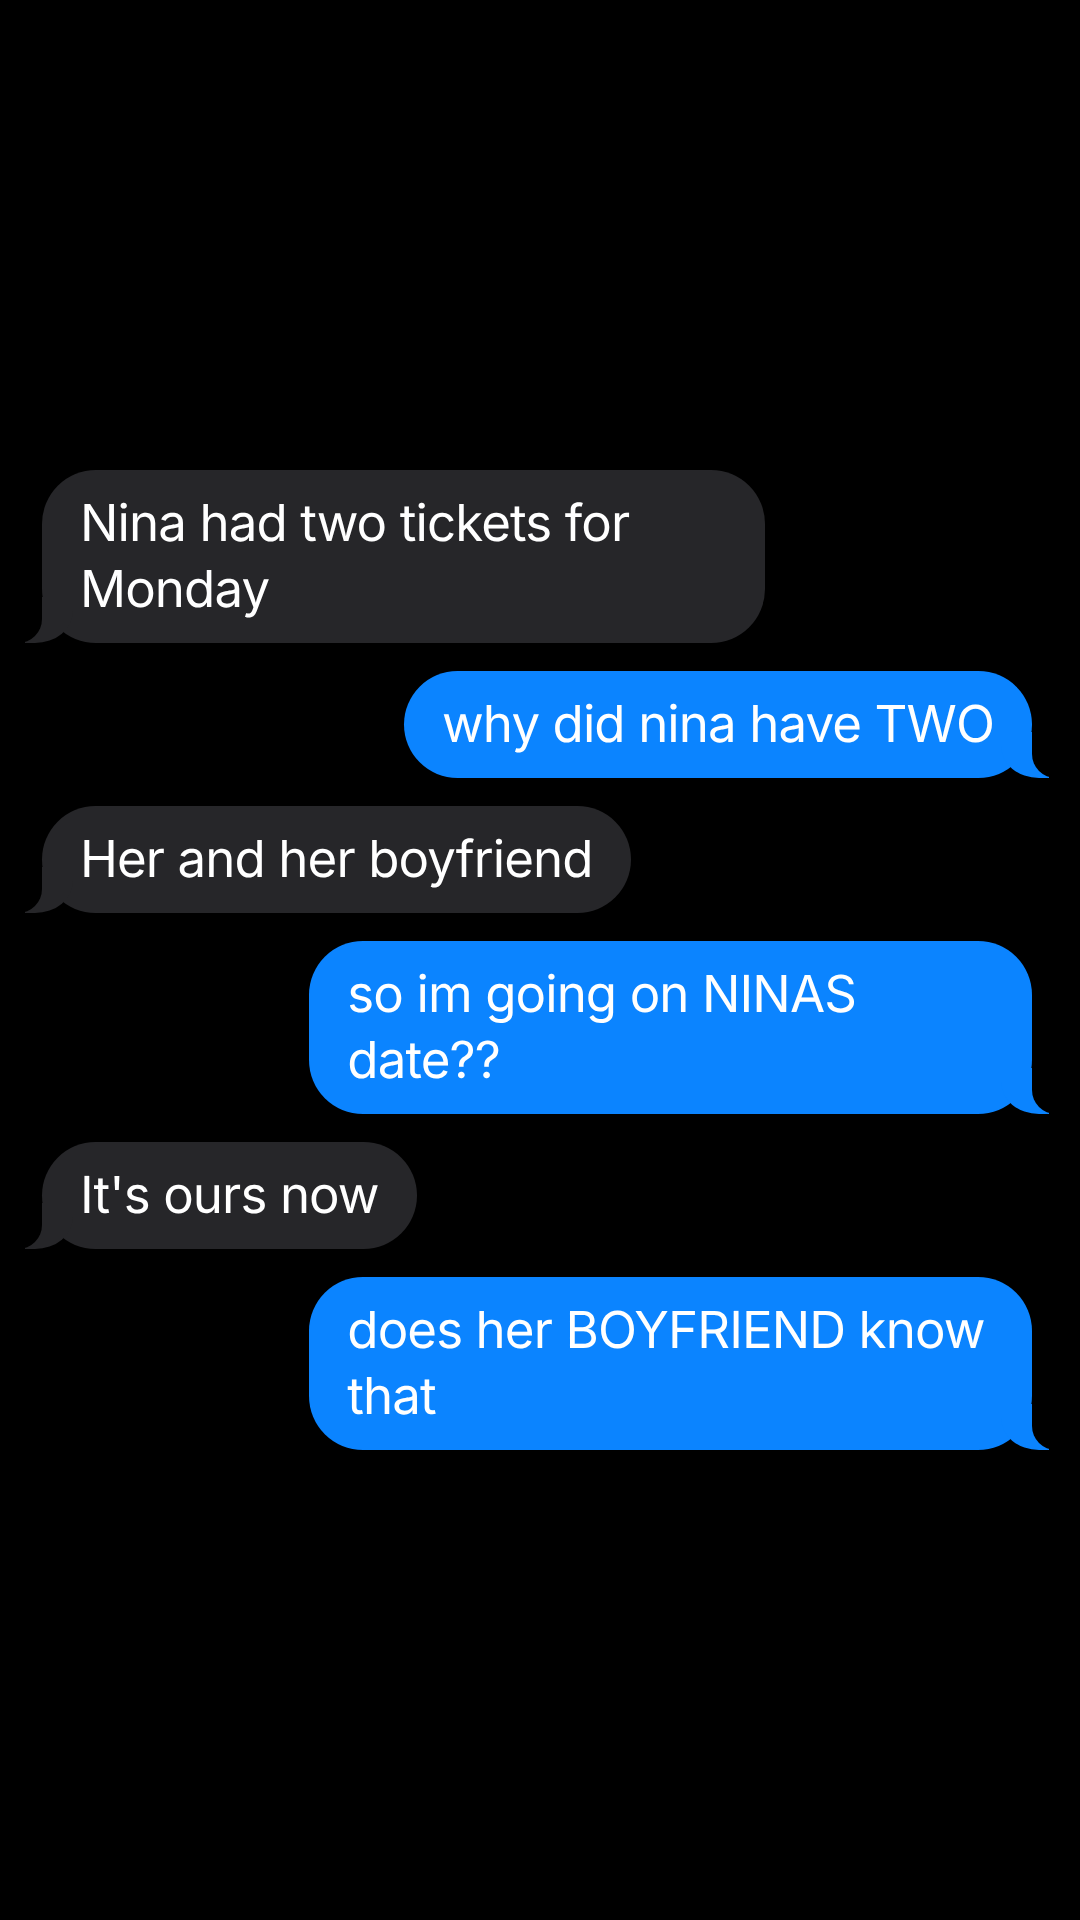 Nina had two tickets for
Monday
why did nina have TWO
Her and her boyfriend
so im going on NINAS
date??
It's ours now
does her BOYFRIEND know
that